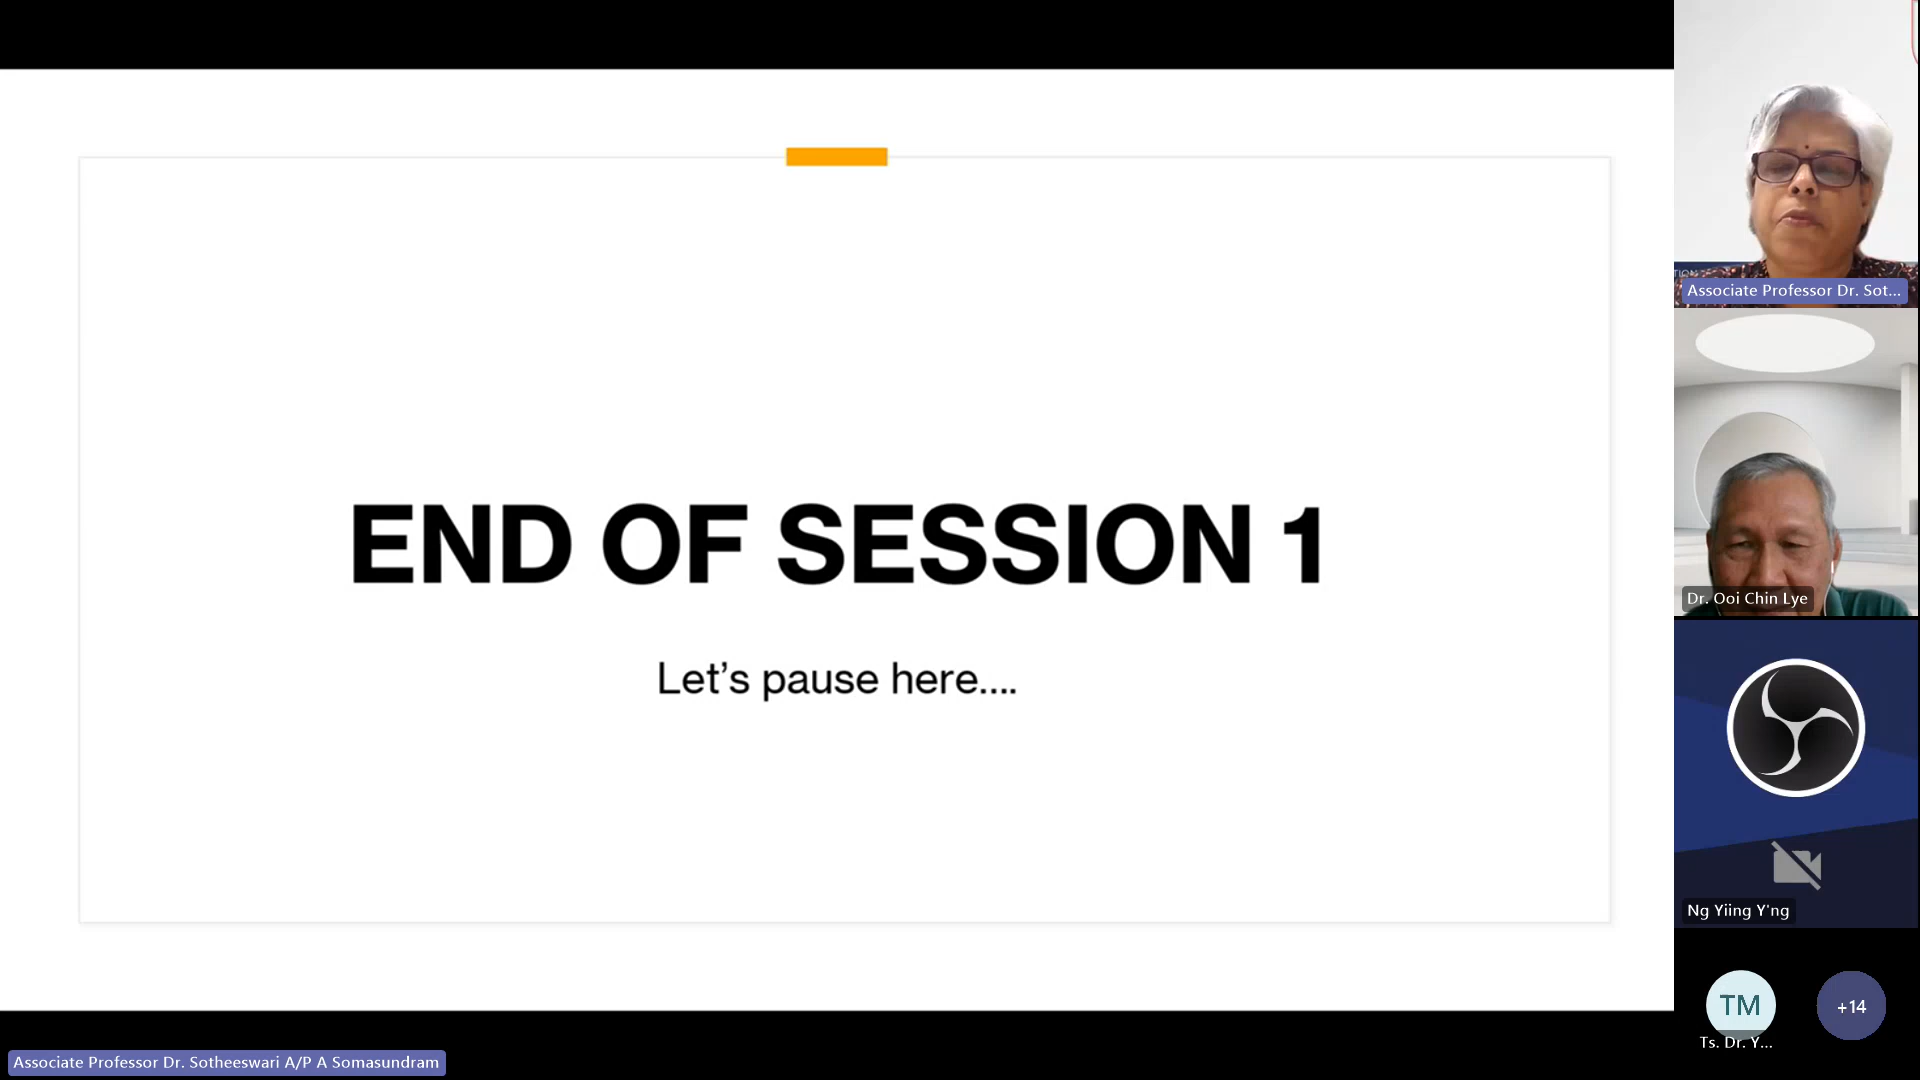 END OF SESSION 1
Let’s pause here....
TION
Associate Professor Dr. Sot...
Dr. Ooi Chin Lye
Ng Yiing Y'ng
TM
+14
Ts. Dr. Y...
Associate Professor Dr. Sotheeswari A/P A Somasundram